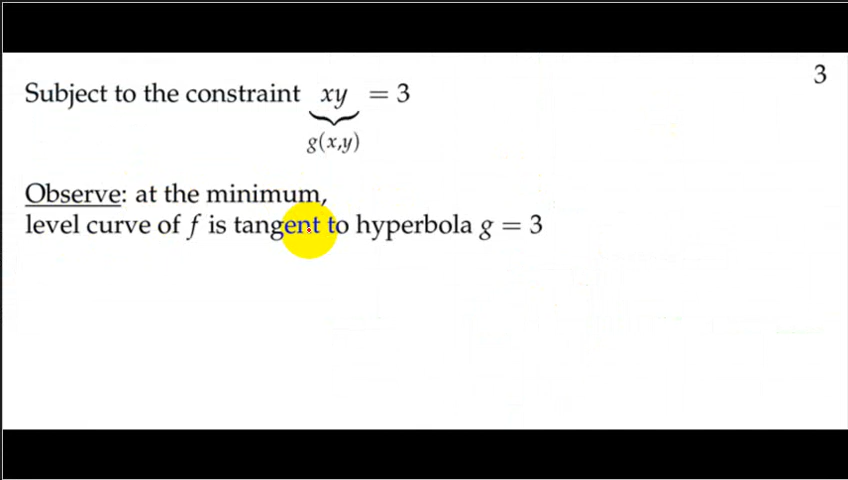 3
Subject to the constraint xy = 3
g(x,y)
Observe: at the minimum,
level curve of f is tangent to hyperbola g = 3